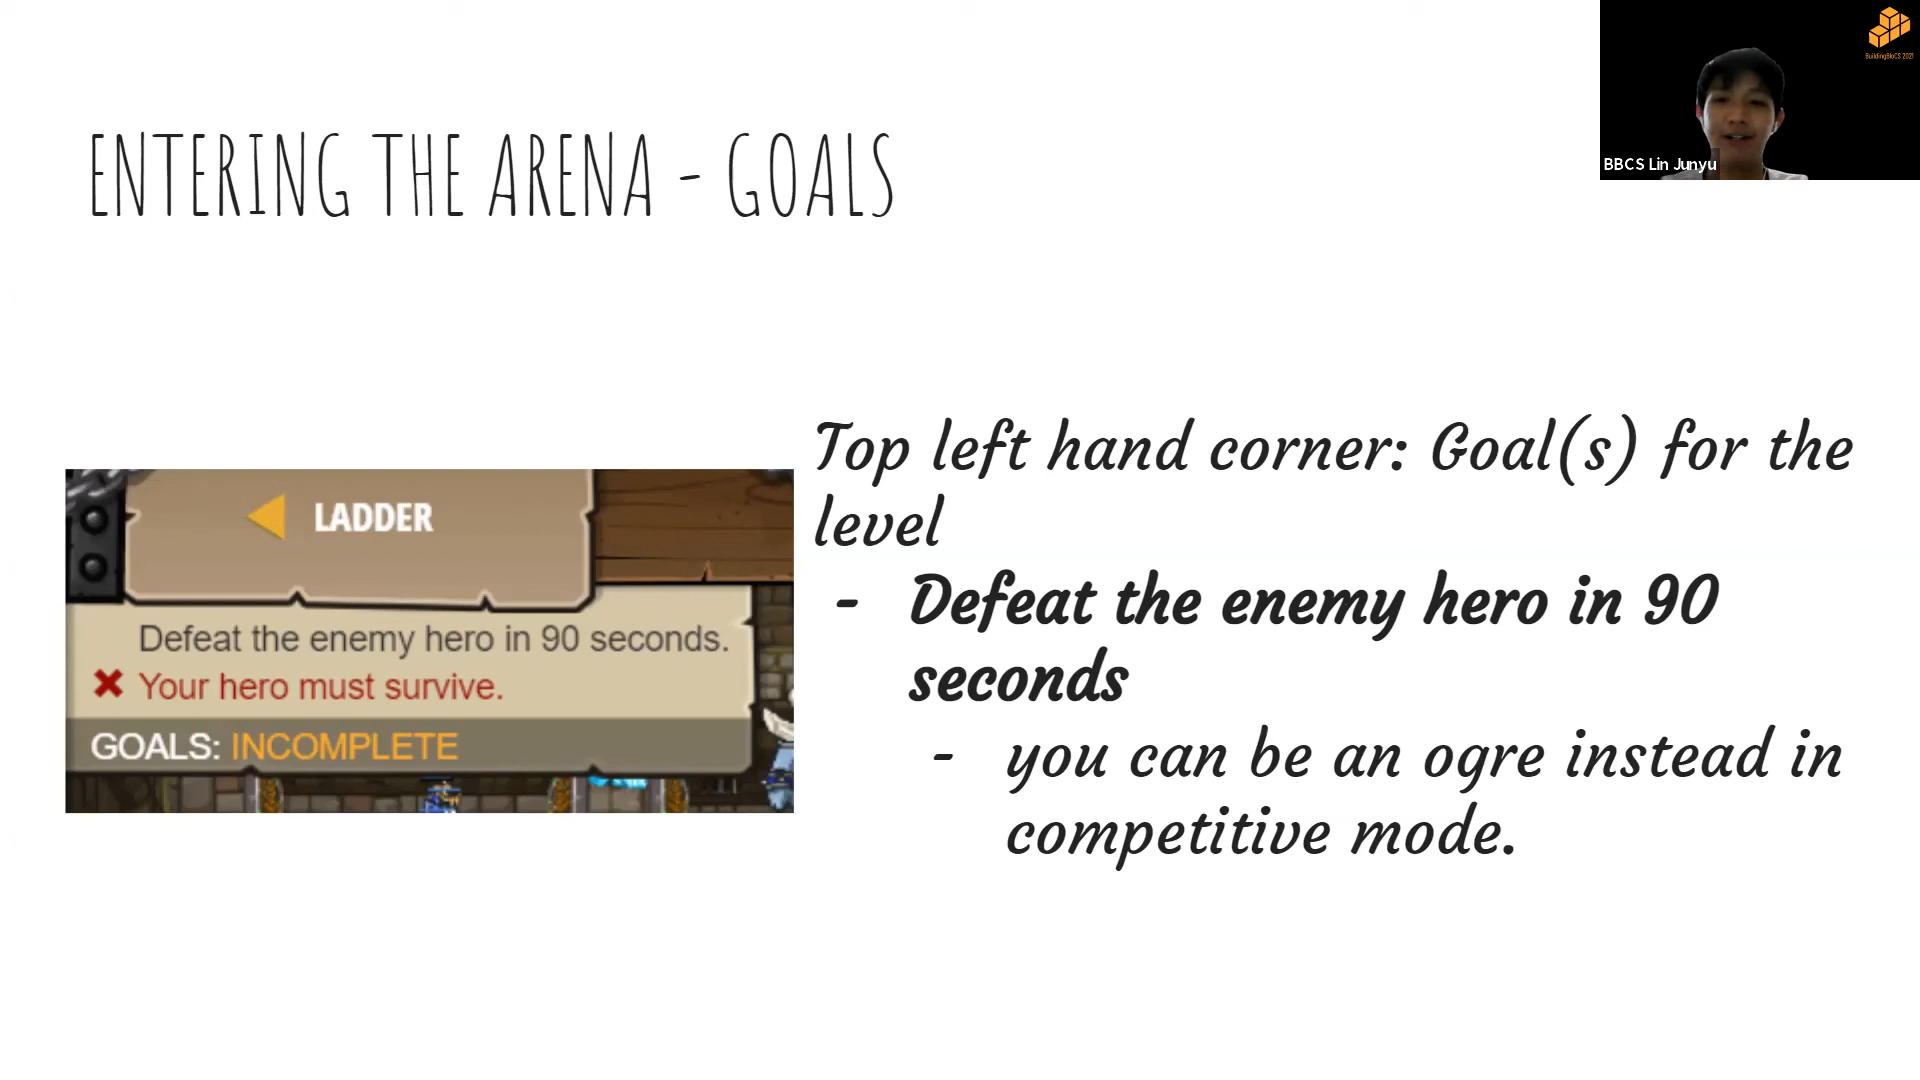 BuildingBloCS 2021
BBCS Lin Junyu
ENTERING THE ARENA - GOALS
LADDER
Defeat the enemy hero in 90 seconds.
Your hero must survive.
GOALS: INCOMPLETE
Top left hand corner: Goal(s) for the
level
- Defeat the enemy hero in 90
seconds
- you can be an ogre instead in
competitive mode.